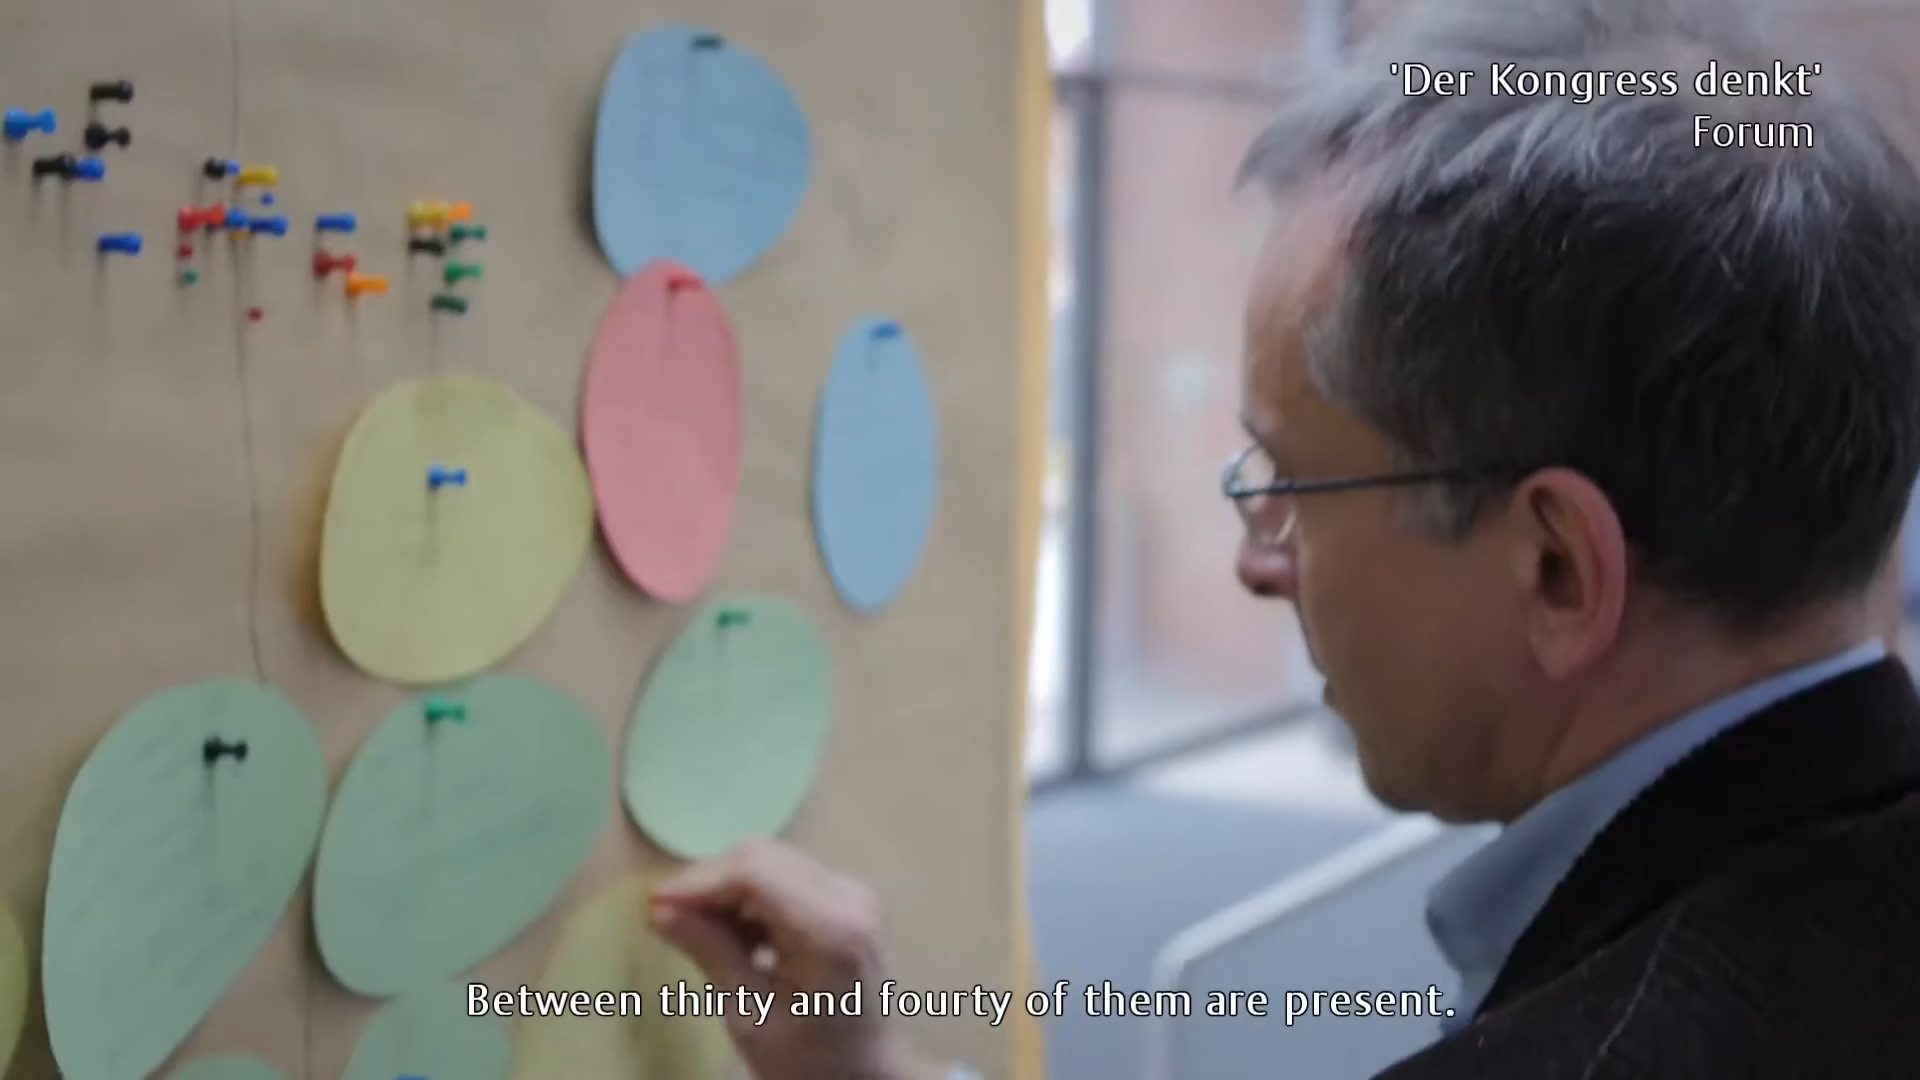 'Der Kongress denkt'
Forum
Between thirty and fourty of them are present.